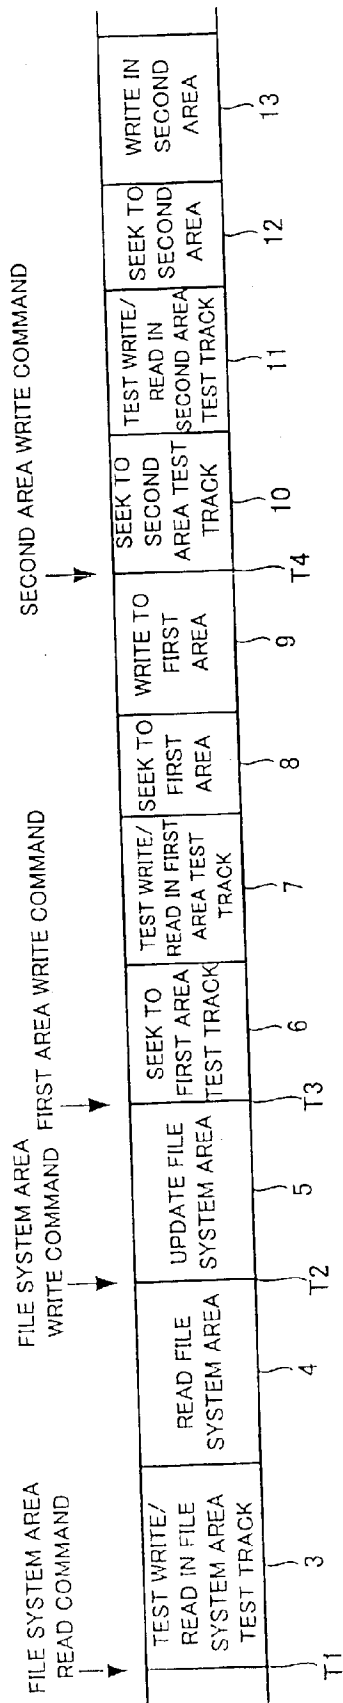 FILE SYSTEM AREA
READ COMMAND
FILE SYSTEM AREA
WRITE COMMAND
FIRST AREA WRITE COMMAND
SECOND AREA WRITE COMMAND
TEST WRITE/
READ IN FILE
SYSTEM AREA
TEST TRACK
READ FILE
SYSTEM AREA
UPDATE FILE
SYSTEM AREA
SEEK TO
FIRST AREA
TEST TRACK
TEST WRITE/
READ IN FIRST
AREA TEST
TRACK
SEEK TO
FIRST
AREA
WRITE TO
FIRST
AREA
SEEK TO
SECOND
AREA TEST
TRACK
TEST WRITE/
READ IN
SECOND AREA
TEST TRACK
SEEK TO
SECOND
AREA
WRITE IN
SECOND
AREA
T1
3
4
T2
5
T3
6
7
8
9
T4
10
11
12
13